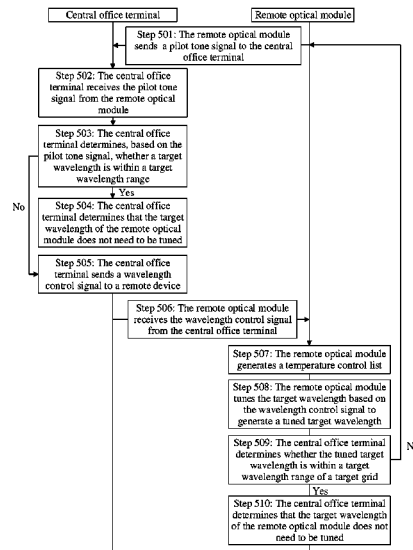 Central office terminal
Remote optical module
Step 501: The remote optical module
sends a pilot tone signal to the central
office terminal
Step 502: The central office
terminal receives the pilot tone
signal from the remote optical
module
Step 503: The central office
terminal determines, based on the
pilot tone signal, whether a target
wavelength is within a target
wavelength range
No
Yes
Step 504: The central office
terminal determines that the target
wavelength of the remote optical
module does not need to be tuned
Step 505: The central office
terminal sends a wavelength
control signal to a remote device
Step 506: The remote optical module
receives the wavelength control signal
from the central office terminal
Step 507: The remote optical module
generates a temperature control list
Step 508: The remote optical module
tunes the target wavelength based on
the wavelength control signal to
generate a tuned target wavelength
Step 509: The central office terminal
determines whether the tuned target
wavelength is within a target
wavelength range of a target grid
Yes
Step 510: The central office terminal
determines that the target wavelength
of the remote optical module does not
need to be tuned